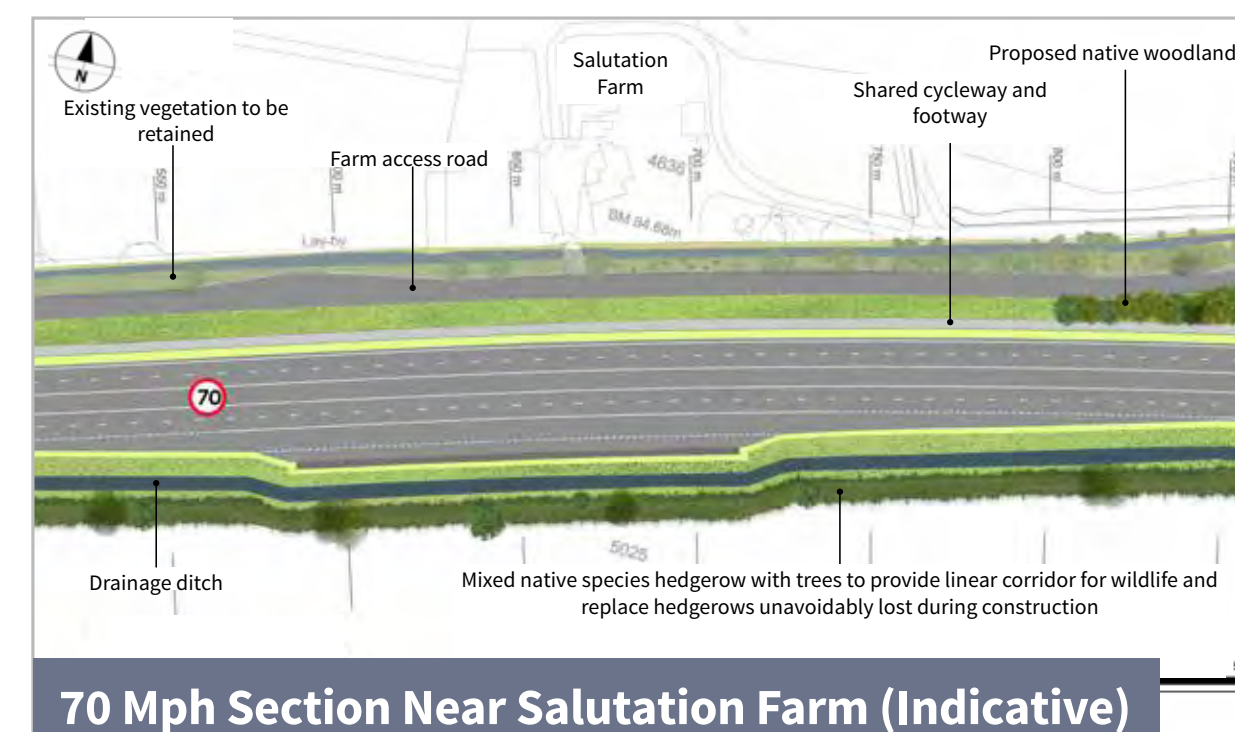 N
Salutation
Farm
Proposed native woodland
Shared cycleway and
footway
Existing vegetation to be
retained
Farm access road
550 m
650 m
4636
700 m
750 m
800 m
BM 84.68m
Lay-by
70
5025
Drainage ditch
Mixed native species hedgerow with trees to provide linear corridor for wildlife and
replace hedgerows unavoidably lost during construction
70 Mph Section Near Salutation Farm (Indicative)